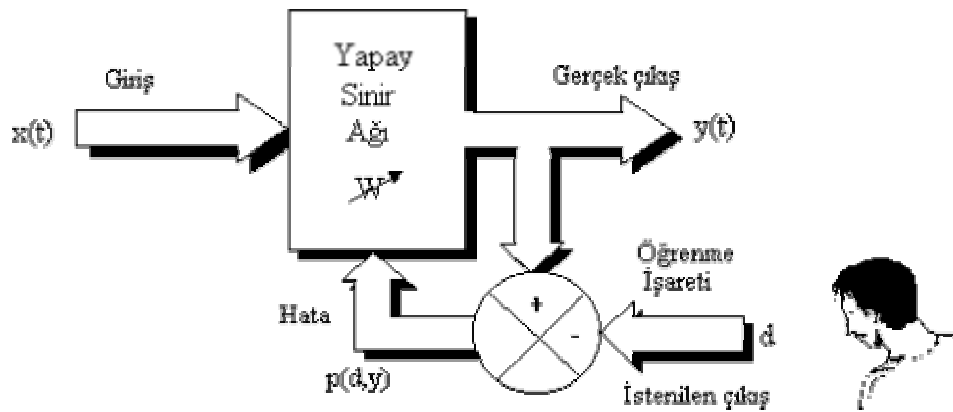 Giriş
x(t)
Yapay
Sinir
Ağı
W
Gerçek çıkış
y(t)
+
-
Öğrenme
İşareti
d
İstenilen çıkış
Hata
p(d,y)